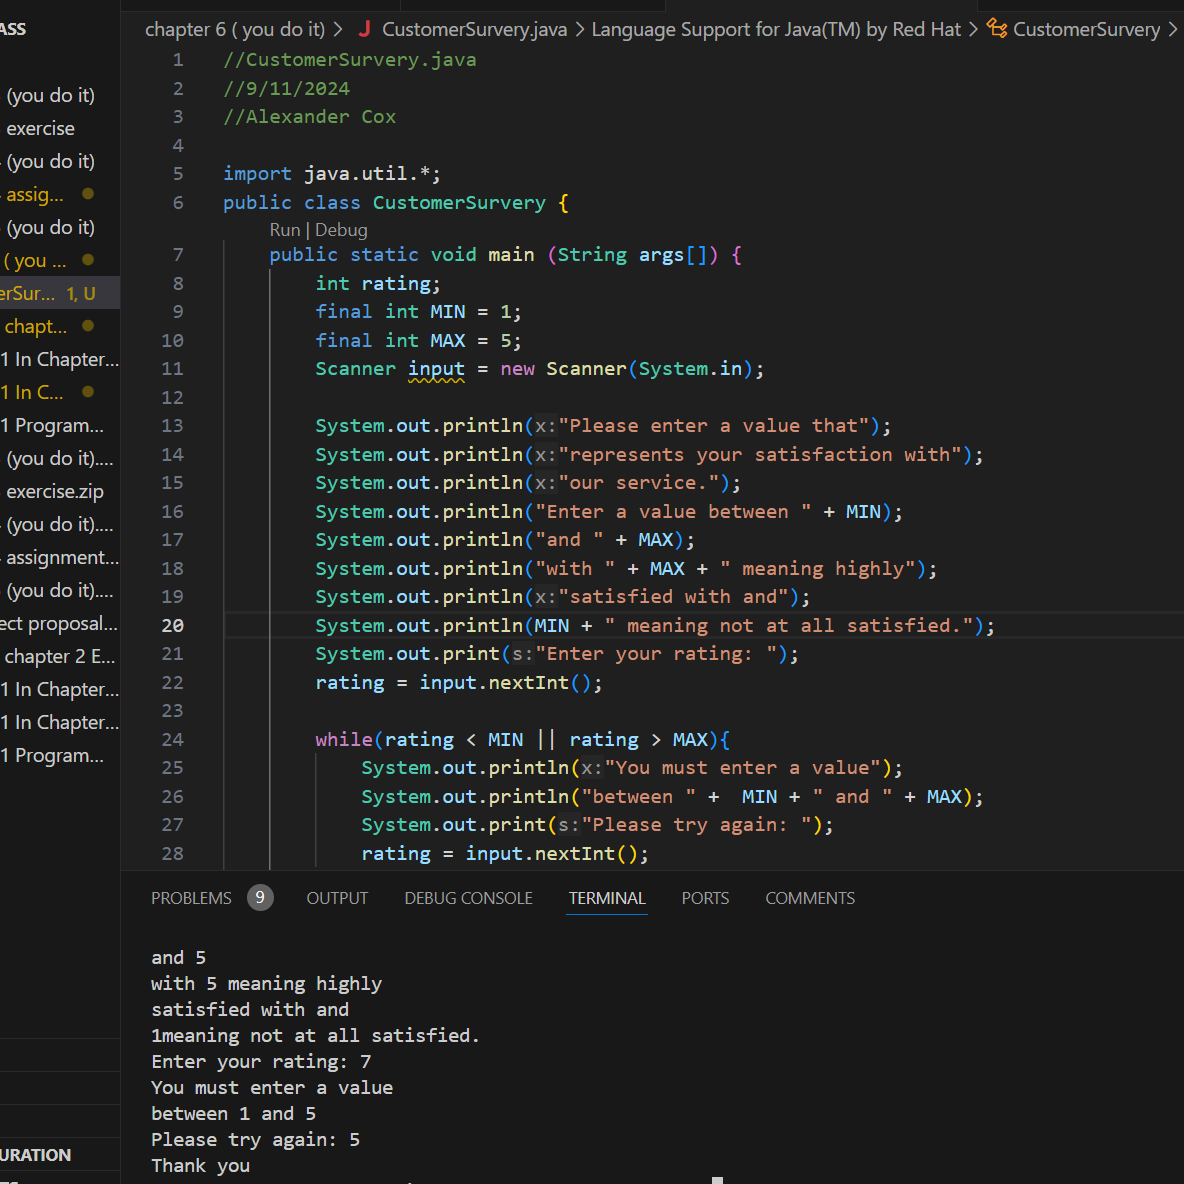 ASS
(you do it)
exercise
(you do it)
assig...
(you do it)
( you ...
erSur... 1, U
chapt...
1 In Chapter...
1 In C...
1 Program...
(you do it)....
exercise.zip
(you do it)....
assignment...
(you do it)....
ect proposal...
chapter 2 E...
1 In Chapter...
1 In Chapter...
1 Program...
URATION
chapter 6 ( you do it) > J CustomerSurvery.java > Language Support for Java(TM) by Red Hat > CustomerSurvery >
1 //CustomerSurvery.java
2 //9/11/2024
3 //Alexander Cox
4
5 import java.util.*;
6 public class CustomerSurvery {
Run | Debug
7 public static void main (String args[]) {
8 int rating;
9 final int MIN = 1;
10 final int MAX = 5;
11 Scanner input = new Scanner(System.in);
12
13 System.out.println(x:"Please enter a value that");
14 System.out.println(x:"represents your satisfaction with");
15 System.out.println(x:"our service.");
16 System.out.println("Enter a value between " + MIN);
17 System.out.println("and " + MAX);
18 System.out.println("with " + MAX + " meaning highly");
19 System.out.println(x:"satisfied with and");
20 System.out.println(MIN + " meaning not at all satisfied.");
21 System.out.print(s:"Enter your rating: ");
22 rating = input.nextInt();
23
24 while(rating < MIN || rating > MAX){
25 System.out.println(x:"You must enter a value");
26 System.out.println("between " +  MIN + " and " + MAX);
27 System.out.print(s:"Please try again: ");
28 rating = input.nextInt();
PROBLEMS 9 OUTPUT DEBUG CONSOLE TERMINAL PORTS COMMENTS
and 5
with 5 meaning highly
satisfied with and
1meaning not at all satisfied.
Enter your rating: 7
You must enter a value
between 1 and 5
Please try again: 5
Thank you